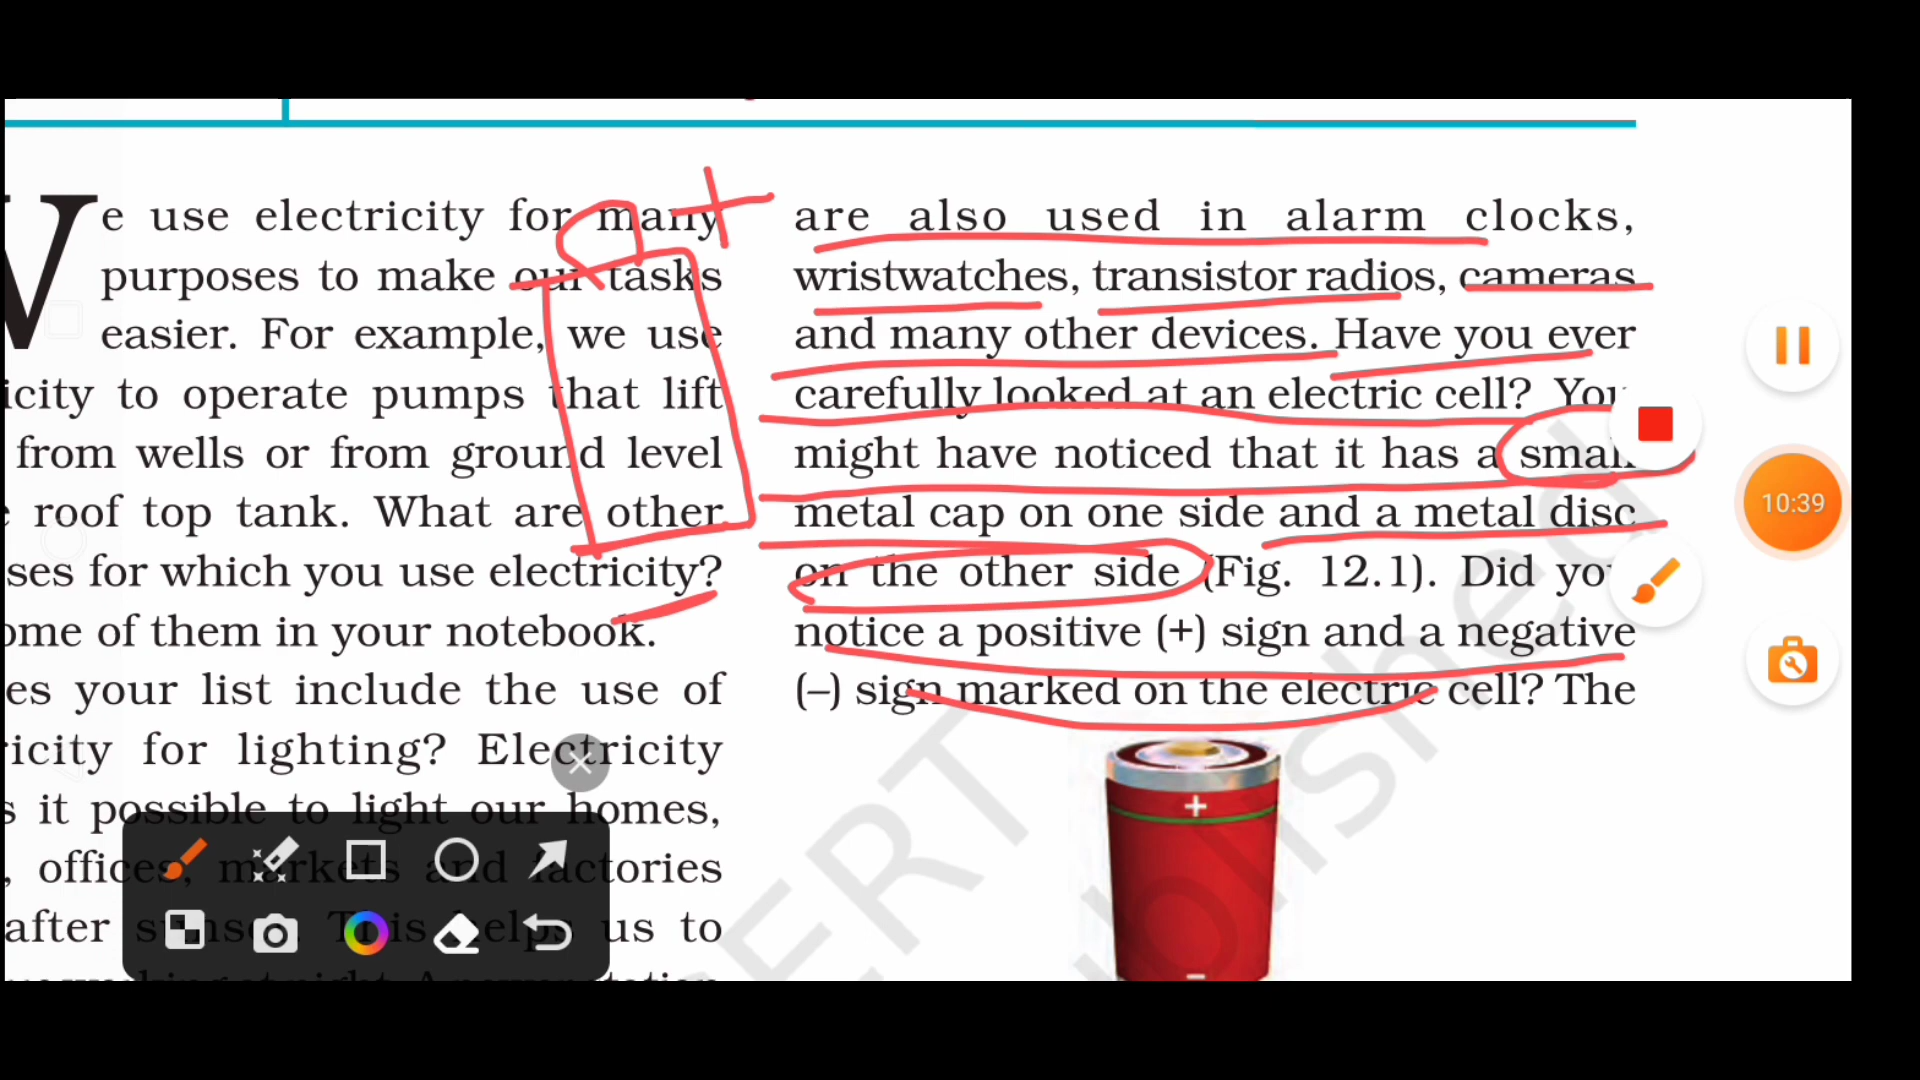 We use electricity for many
purposes to make our tasks
easier. For example, we use
icity to operate pumps that lift
from wells or from ground level
roof top tank. What are other
ses for which you use electricity?
ome of them in your notebook.
es your list include the use of
ricity for lighting? Electricity
s it possible to light our homes,
, offices, markets and factories
after sunset. This helps us to
are also used in alarm clocks,
wristwatches, transistor radios, cameras
and many other devices. Have you ever
carefully looked at an electric cell? You
might have noticed that it has a small
metal cap on one side and a metal disc
on the other side (Fig. 12.1). Did you
notice a positive (+) sign and a negative
(–) sign marked on the electric cell? The
+
–
10:39